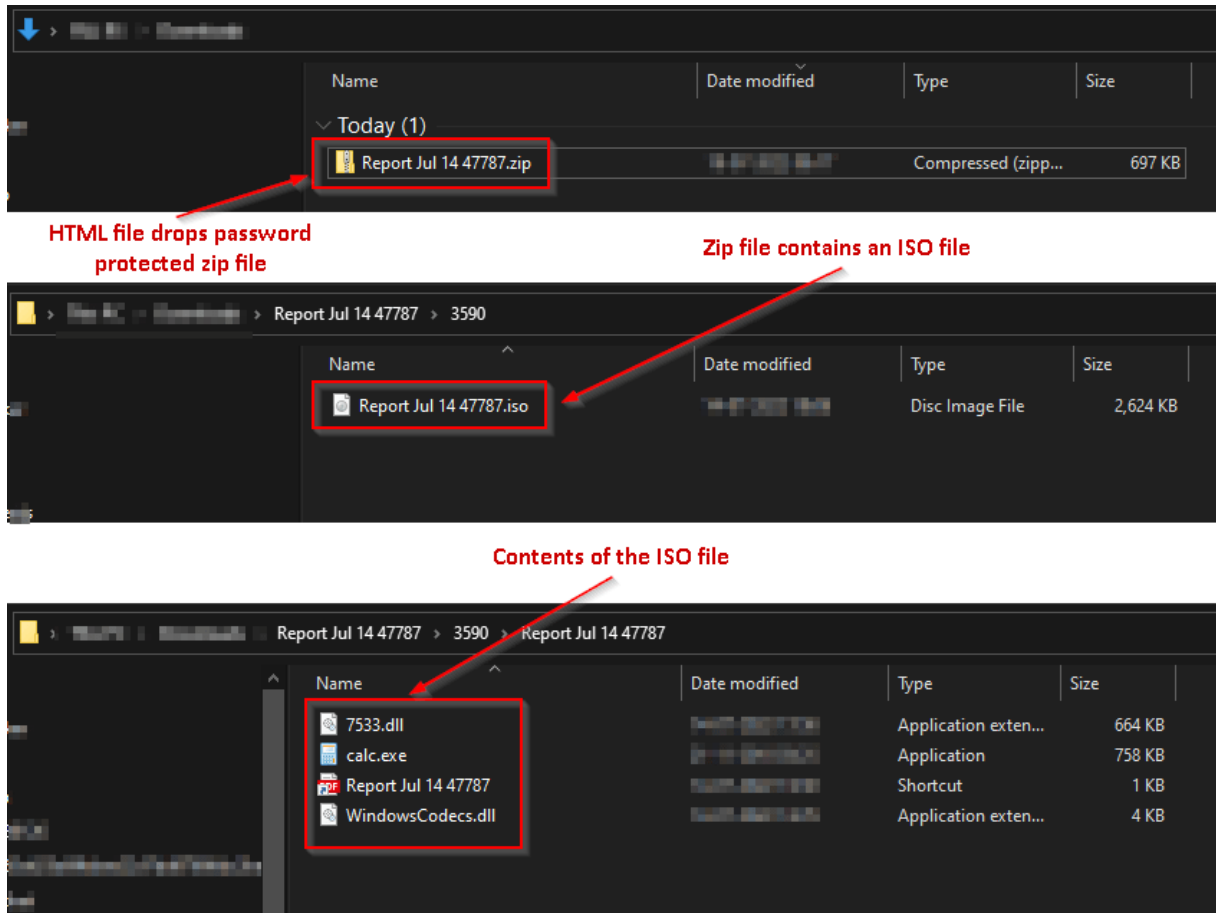 Name Date modified Type Size
Today (1)
Report Jul 14 47787.zip Compressed (zipp... 697 KB
HTML file drops password
protected zip file
Zip file contains an ISO file
Report Jul 14 47787 > 3590
Name Date modified Type Size
Report Jul 14 47787.iso Disc Image File 2,624 KB
Contents of the ISO file
Report Jul 14 47787 > 3590 > Report Jul 14 47787
Name Date modified Type Size
7533.dll Application exten... 664 KB
calc.exe Application 758 KB
PDF Report Jul 14 47787 Shortcut 1 KB
WindowsCodecs.dll Application exten... 4 KB